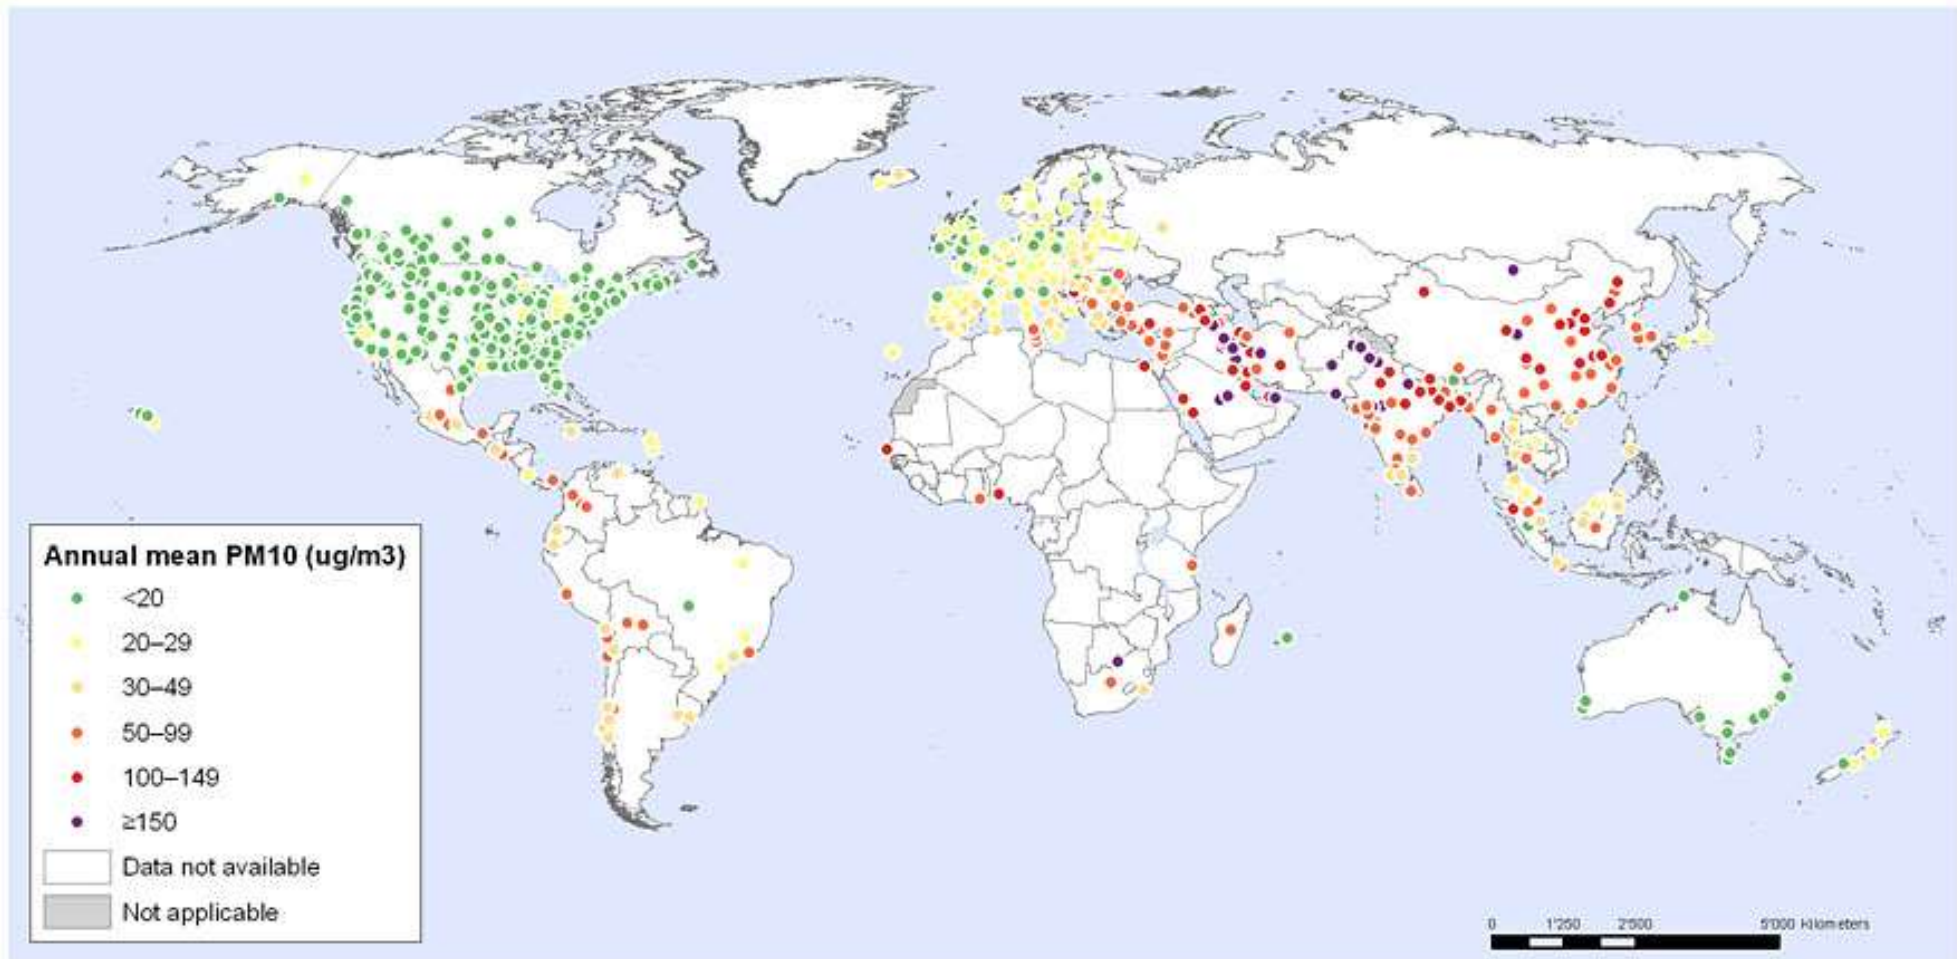 Annual mean PM10 (ug/m3)
<20
20–29
30–49
50–99
100–149
≥150
Data not available
Not applicable
0 1'250 2'500 5'000 Kilometers